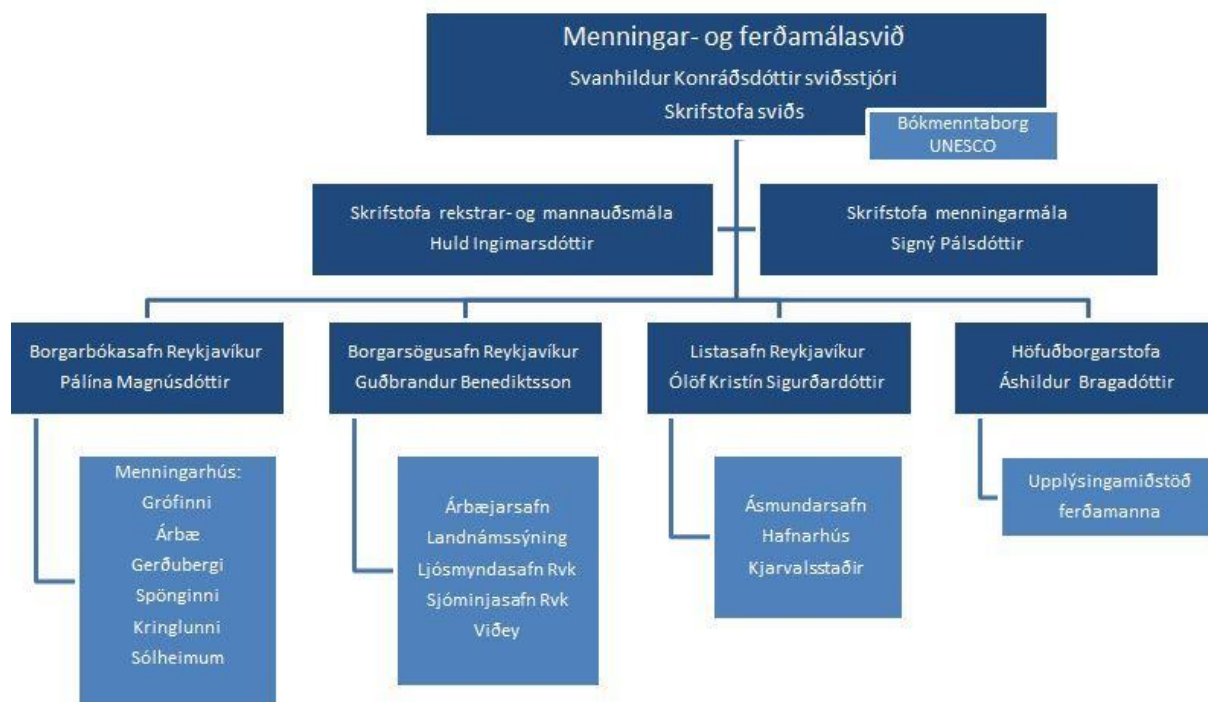 Menningar- og ferðamálasvið
Svanhildur Konráðsdóttir sviðsstjóri
Skrifstofa sviðs
Bókmenntaborg
UNESCO
Skrifstofa rekstrar- og mannauðsmála
Huld Ingimarsdóttir
Skrifstofa menningarmála
Signý Pálsdóttir
Borgarbókasafn Reykjavíkur
Pálína Magnúsdóttir
Borgarsögusafn Reykjavíkur
Guðbrandur Benediktsson
Listasafn Reykjavíkur
Ólöf Kristín Sigurðardóttir
Höfuðborgarstofa
Áshildur Bragadóttir
Menningarhús:
Grófinni
Árbæ
Gerðubergi
Spönginni
Kringlunni
Sólheimum
Árbæjarsafn
Landnámssýning
Ljósmyndasafn Rvk
Sjóminjasafn Rvk
Viðey
Ásmundarsafn
Hafnarhús
Kjarvalsstaðir
Upplýsingamiðstöð
ferðamanna